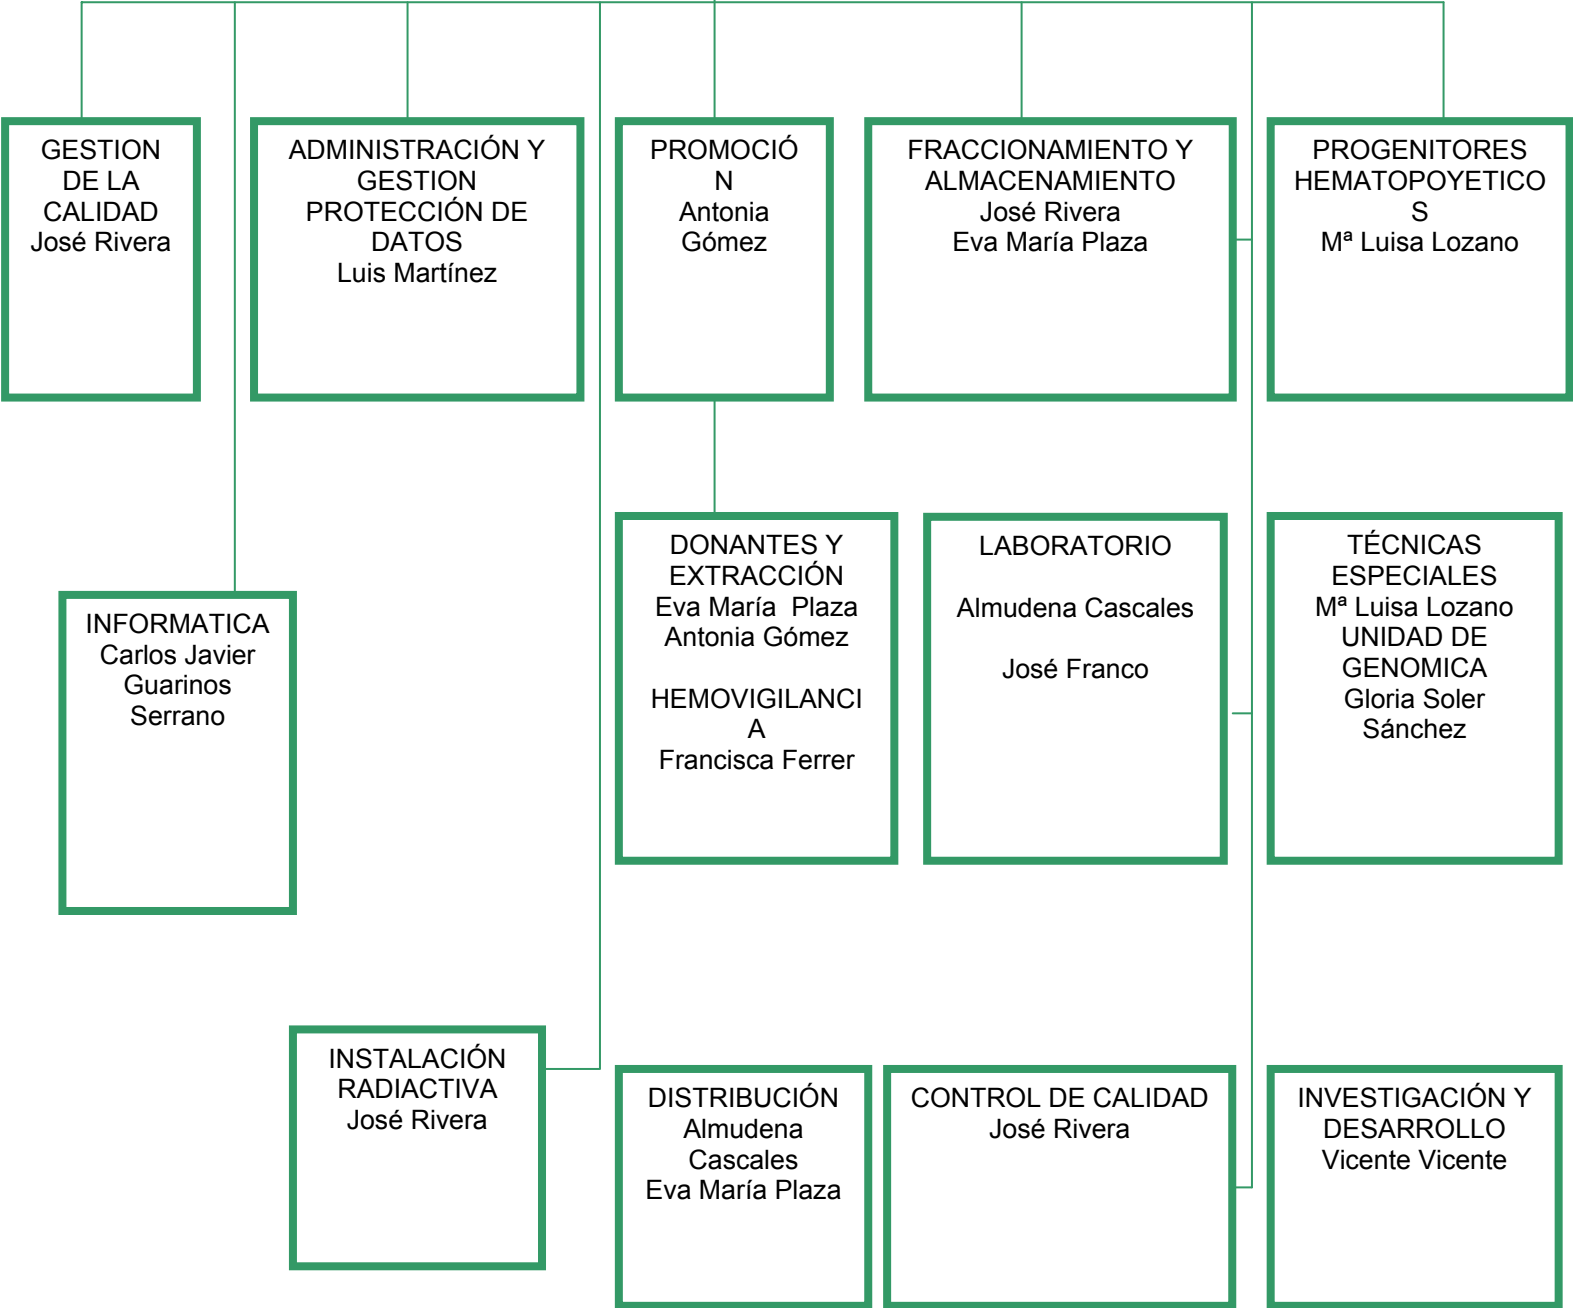 GESTION
DE LA
CALIDAD
José Rivera
ADMINISTRACIÓN Y
GESTION
PROTECCIÓN DE
DATOS
Luis Martínez
PROMOCIÓ
N
Antonia
Gómez
FRACCIONAMIENTO Y
ALMACENAMIENTO
José Rivera
Eva María Plaza
PROGENITORES
HEMATOPOYETICO
S
Mª Luisa Lozano
INFORMATICA
Carlos Javier
Guarinos
Serrano
DONANTES Y
EXTRACCIÓN
Eva María  Plaza
Antonia Gómez
HEMOVIGILANCI
A
Francisca Ferrer
LABORATORIO
Almudena Cascales
José Franco
TÉCNICAS
ESPECIALES
Mª Luisa Lozano
UNIDAD DE
GENOMICA
Gloria Soler
Sánchez
INSTALACIÓN
RADIACTIVA
José Rivera
DISTRIBUCIÓN
Almudena
Cascales
Eva María Plaza
CONTROL DE CALIDAD
José Rivera
INVESTIGACIÓN Y
DESARROLLO
Vicente Vicente